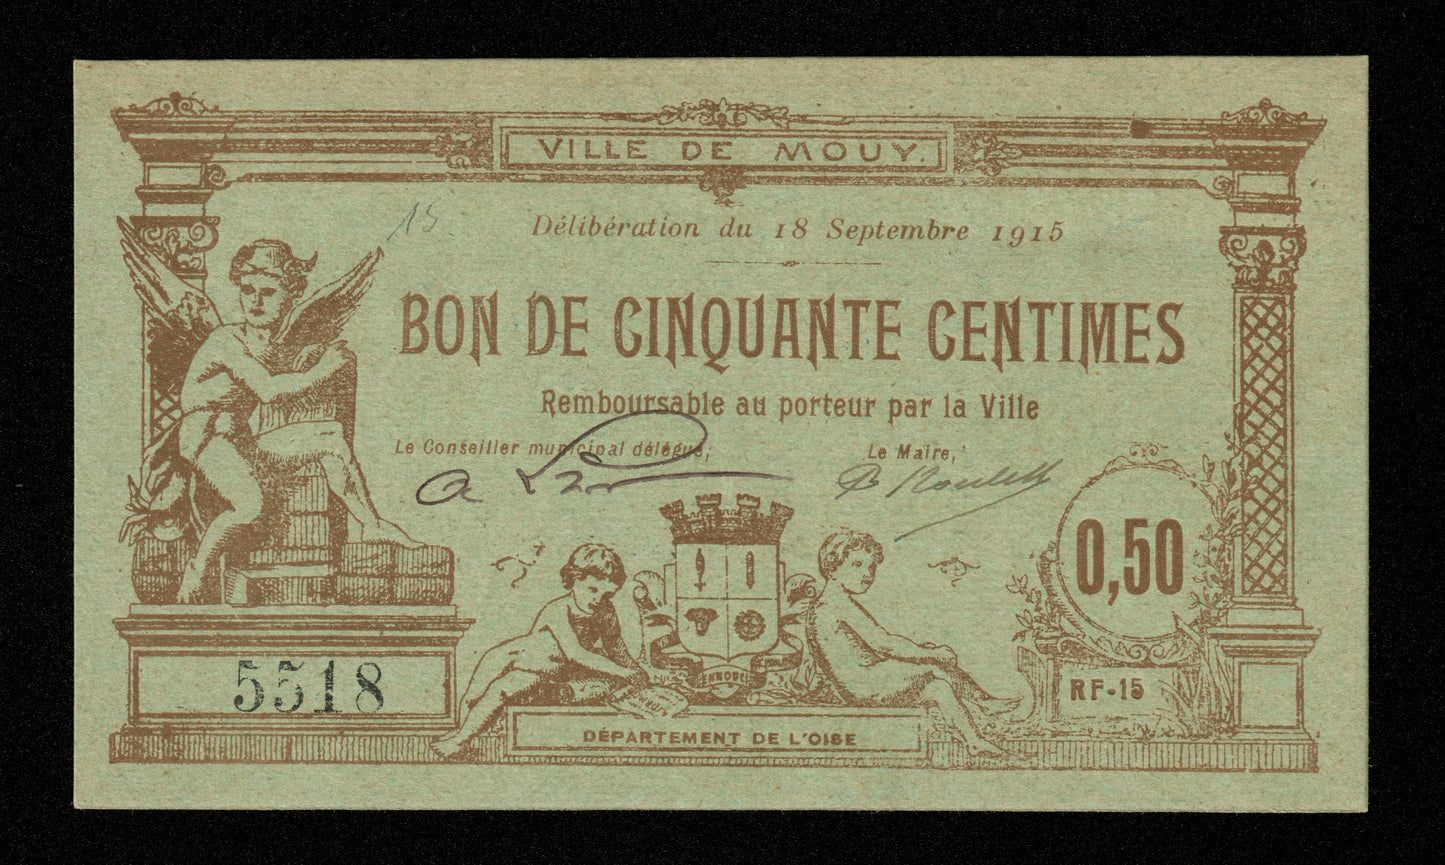 VILLE DE MOUY.
15
Délibération du 18 Septembre 1915
BON DE CINQUANTE CENTIMES
Remboursable au porteur par la Ville
Le Conseiller municipal délégué,
Le Maire,
0,50
5518
RF-15
DÉPARTEMENT DE L'OISE